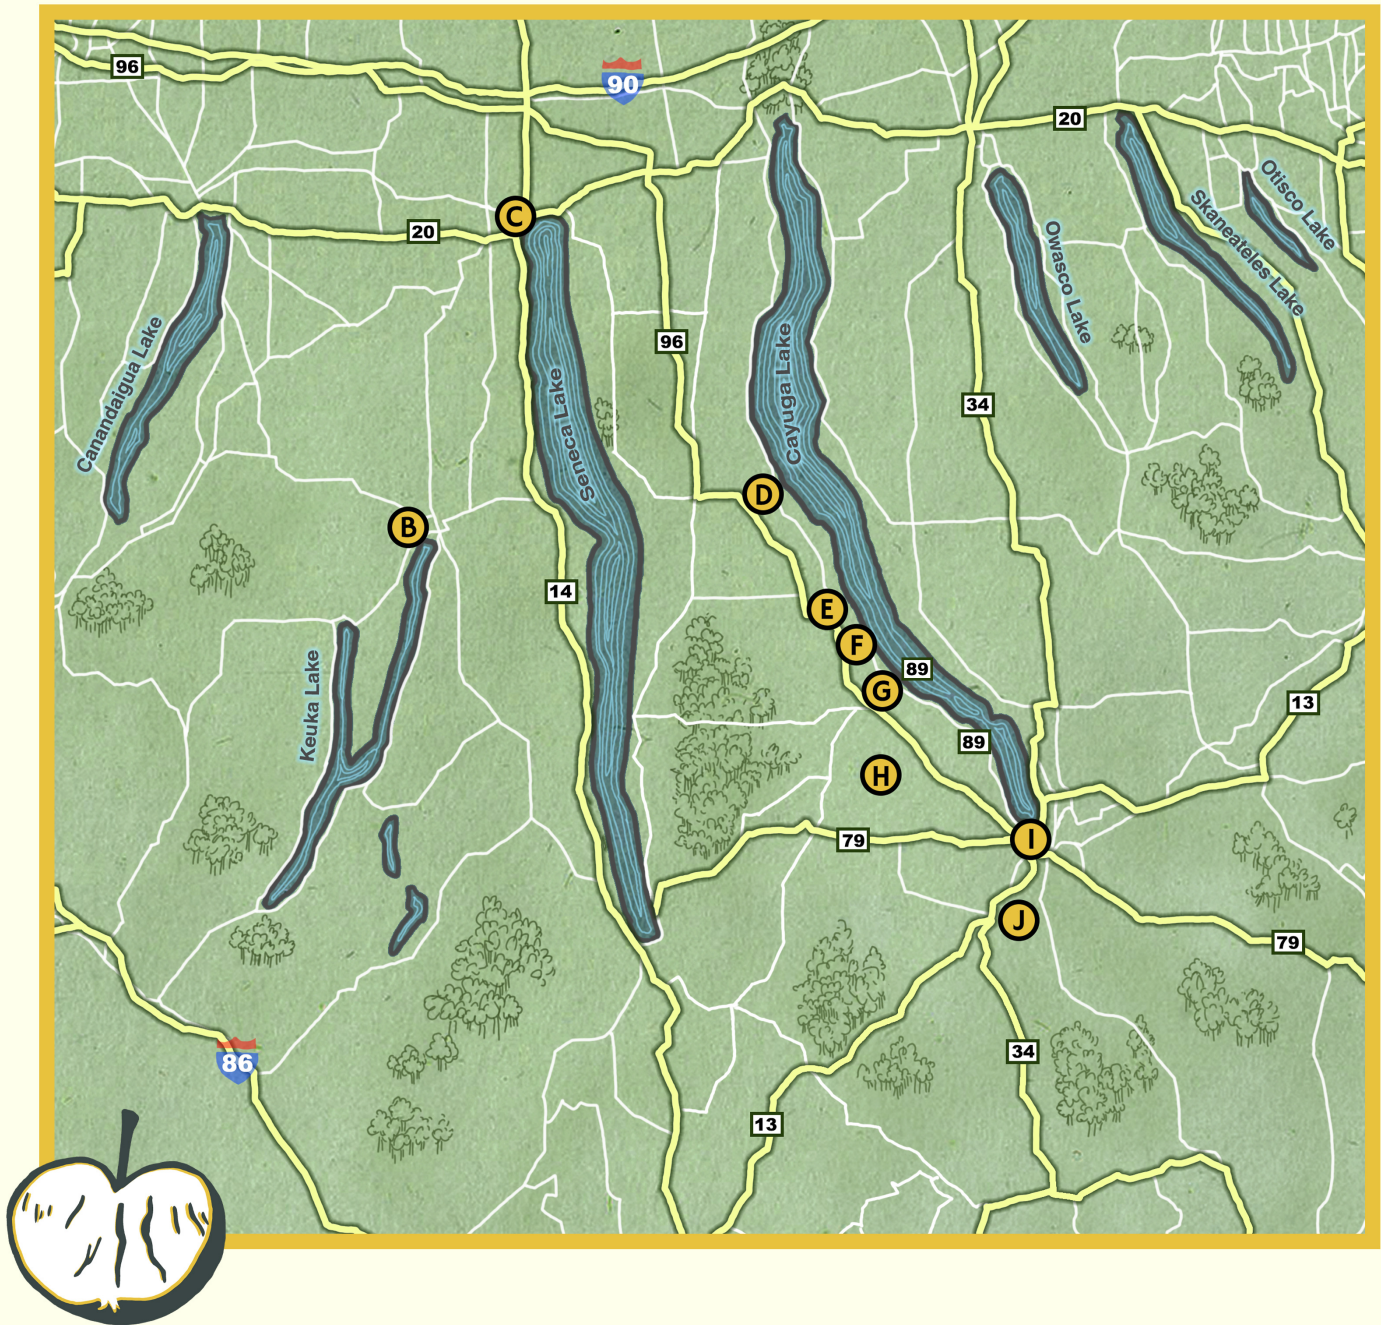 96
90
20
Otisco Lake
Skaneateles Lake
C
20
Owasco Lake
Canandaigua Lake
96
Cayuga Lake
Seneca Lake
34
D
B
14
E
F
89
G
Keuka Lake
13
89
H
79
I
J
79
86
34
13